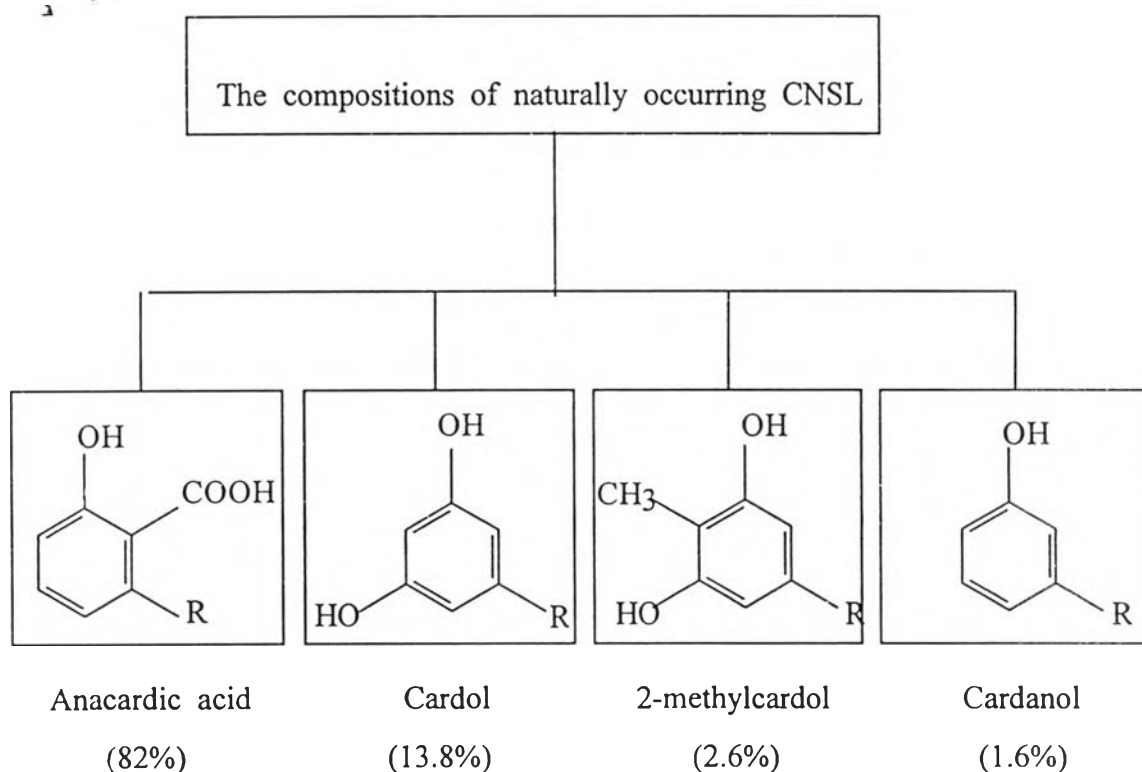 The compositions of naturally occurring CNSL
OH
COOH
R
OH
HO
R
OH
CH3
HO
R
OH
R
Anacardic acid
Cardol
2-methylcardol
Cardanol
(82%)
(13.8%)
(2.6%)
(1.6%)